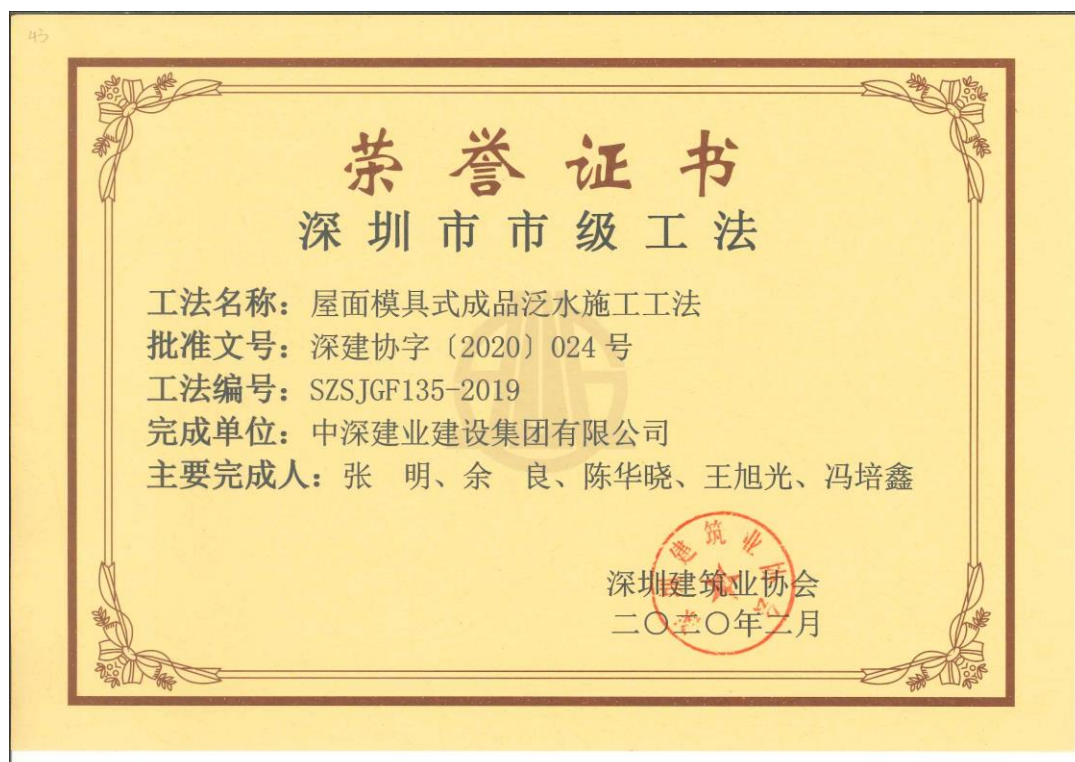 43
荣誉证书
深圳市市级工法
工法名称：屋面模具式成品泛水施工工法
批准文号：深建协字〔2020〕024号
工法编号：SZSJGF135-2019
完成单位：中深建业建设集团有限公司
主要完成人：张　明、余　良、陈华晓、王旭光、冯培鑫
深圳建筑业协会
二〇二〇年二月